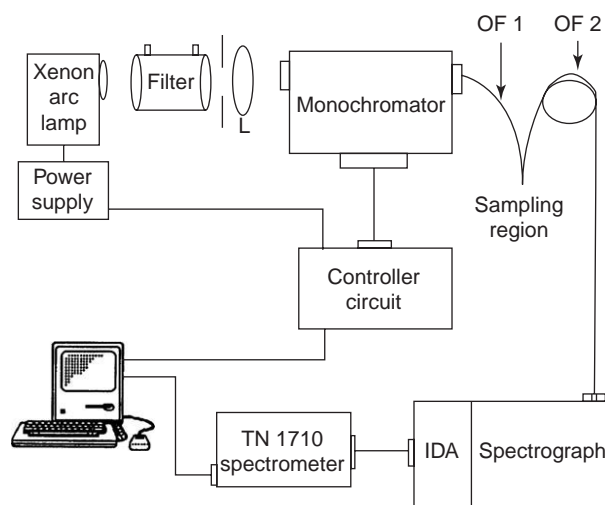 OF 1
OF 2
Xenon
arc
lamp
Filter
L
Monochromator
Power
supply
Sampling
region
Controller
circuit
TN 1710
spectrometer
IDA
Spectrograph